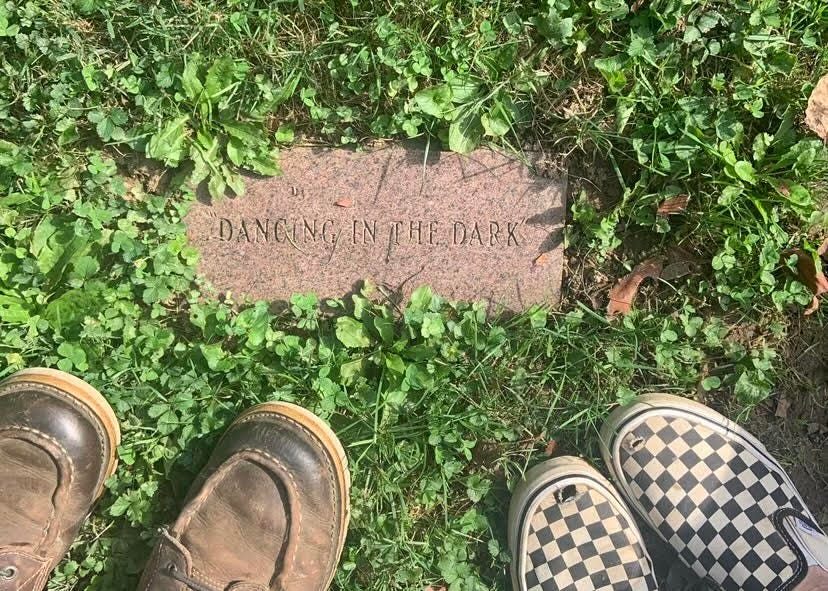 "DANCING IN THE DARK"